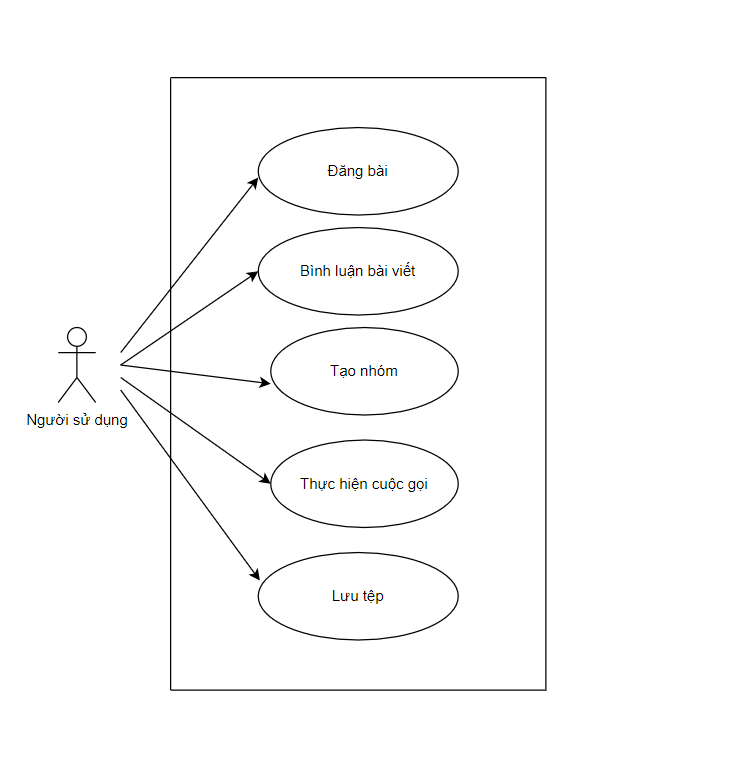 Đăng bài
Bình luận bài viết
Tạo nhóm
Người sử dụng
Thực hiện cuộc gọi
Lưu tệp